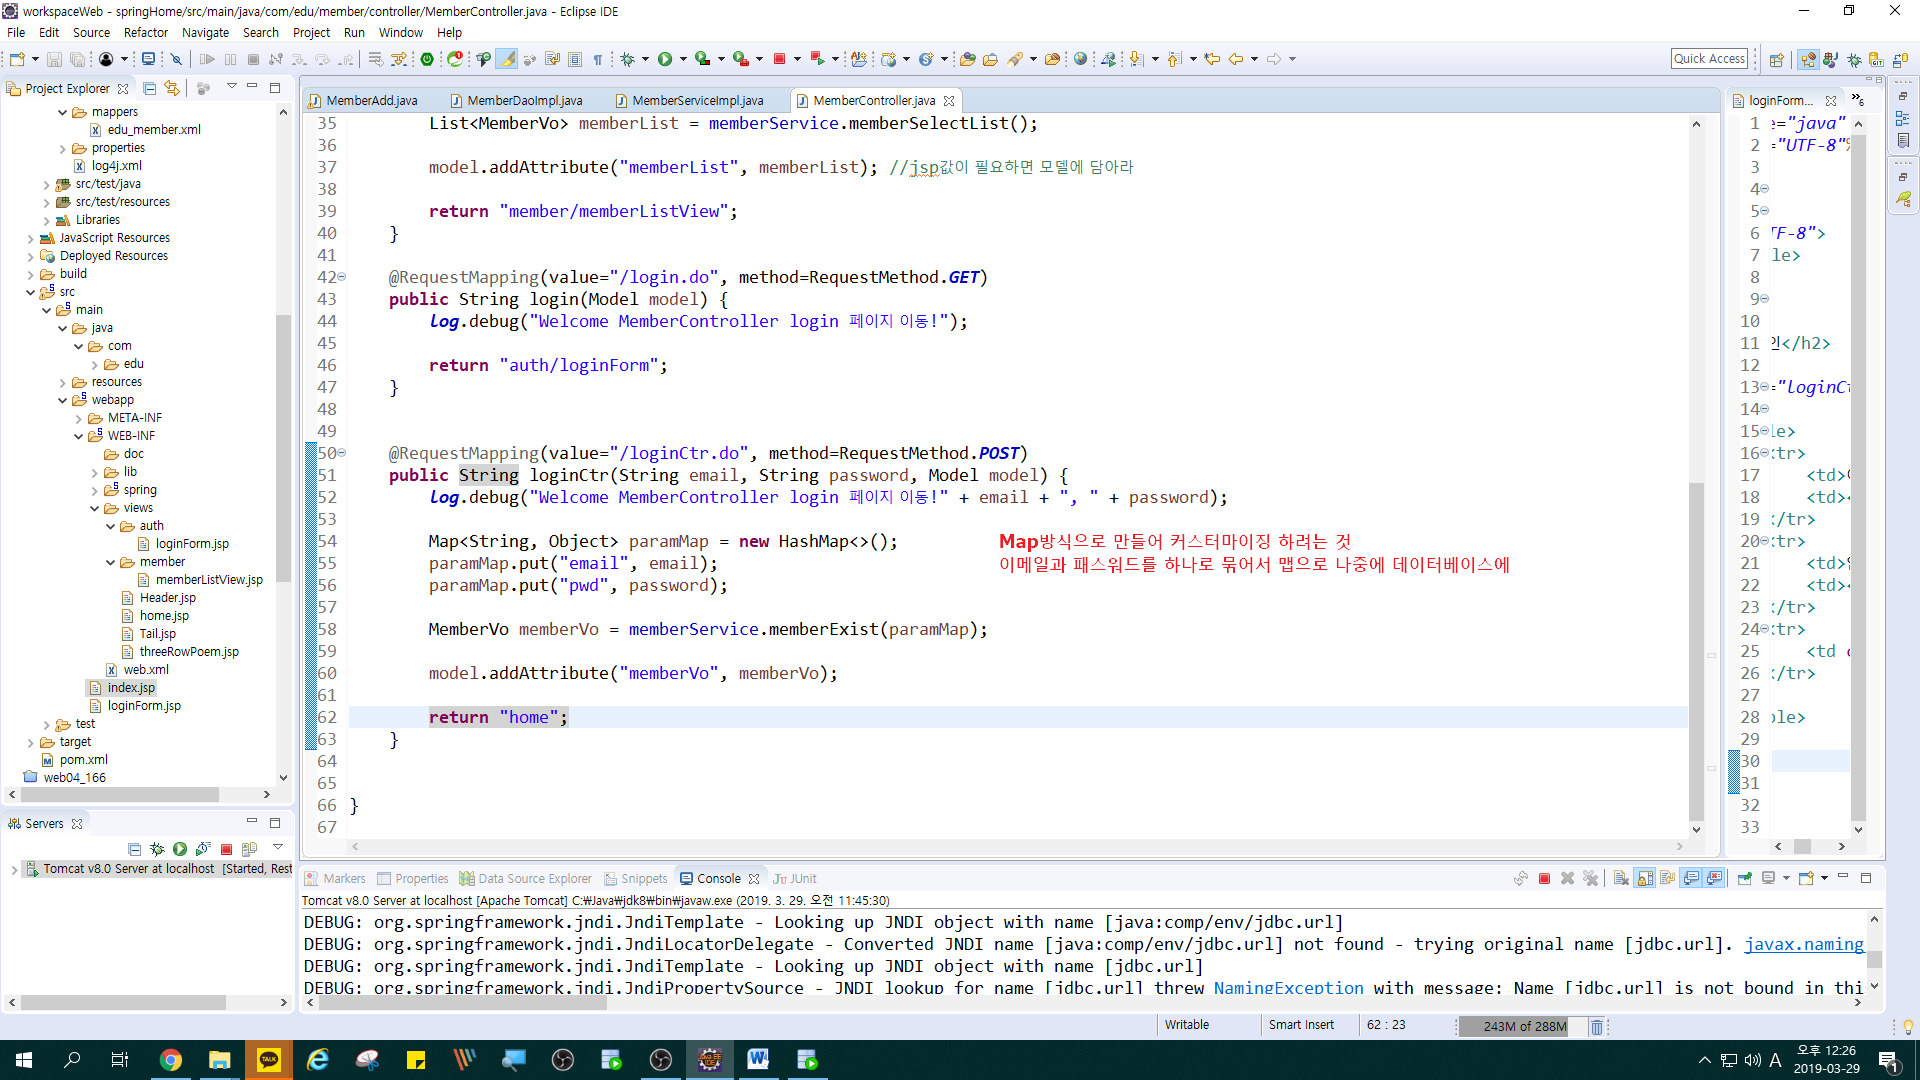 workspaceWeb - springHome/src/main/java/com/edu/member/controller/MemberController.java - Eclipse IDE
File Edit Source Refactor Navigate Search Project Run Window Help
Quick Access
Project Explorer
mappers
edu_member.xml
properties
log4j.xml
src/test/java
src/test/resources
Libraries
JavaScript Resources
Deployed Resources
build
src
main
java
com
edu
resources
webapp
META-INF
WEB-INF
doc
lib
spring
views
auth
loginForm.jsp
member
memberListView.jsp
Header.jsp
home.jsp
Tail.jsp
threeRowPoem.jsp
web.xml
index.jsp
loginForm.jsp
test
target
pom.xml
web04_166
Servers
Tomcat v8.0 Server at localhost [Started, Rest
MemberAdd.java MemberDaoImpl.java MemberServiceImpl.java MemberController.java
35 List<MemberVo> memberList = memberService.memberSelectList();
36
37 model.addAttribute("memberList", memberList); //jsp값이 필요하면 모델에 담아라
38
39 return "member/memberListView";
40 }
41
42 @RequestMapping(value="/login.do", method=RequestMethod.GET)
43 public String login(Model model) {
44 log.debug("Welcome MemberController login 페이지 이동!");
45
46 return "auth/loginForm";
47 }
48
49
50 @RequestMapping(value="/loginCtr.do", method=RequestMethod.POST)
51 public String loginCtr(String email, String password, Model model) {
52 log.debug("Welcome MemberController login 페이지 이동!" + email + ", " + password);
53
54 Map<String, Object> paramMap = new HashMap<>();
55 paramMap.put("email", email);
56 paramMap.put("pwd", password);
57
58 MemberVo memberVo = memberService.memberExist(paramMap);
59
60 model.addAttribute("memberVo", memberVo);
61
62 return "home";
63 }
64
65
66 }
67
Map방식으로 만들어 커스터마이징 하려는 것
이메일과 패스워드를 하나로 묶어서 맵으로 나중에 데이터베이스에
loginForm... 6
1 e="java"
2 ="UTF-8"%
3
4
5
6 TF-8">
7 le>
8
9
10
11 인</h2>
12
13 ="loginCt
14
15 le>
16 <tr>
17 <td>
18 <td><
19 </tr>
20 <tr>
21 <td>
22 <td><
23 </tr>
24 <tr>
25 <td c
26 </tr>
27
28 ble>
29
30
31
32
33
Markers Properties Data Source Explorer Snippets Console JUnit
Tomcat v8.0 Server at localhost [Apache Tomcat] C:₩Java₩jdk8₩bin₩javaw.exe (2019. 3. 29. 오전 11:45:30)
DEBUG: org.springframework.jndi.JndiTemplate - Looking up JNDI object with name [java:comp/env/jdbc.url]
DEBUG: org.springframework.jndi.JndiLocatorDelegate - Converted JNDI name [java:comp/env/jdbc.url] not found - trying original name [jdbc.url]. javax.naming
DEBUG: org.springframework.jndi.JndiTemplate - Looking up JNDI object with name [jdbc.url]
DEBUG: org.springframework.jndi.JndiPropertySource - JNDI lookup for name [jdbc.url] threw NamingException with message: Name [jdbc.url] is not bound in thi
Writable Smart Insert 62 : 23 243M of 288M
TALK
A 오후 12:26
2019-03-29
1